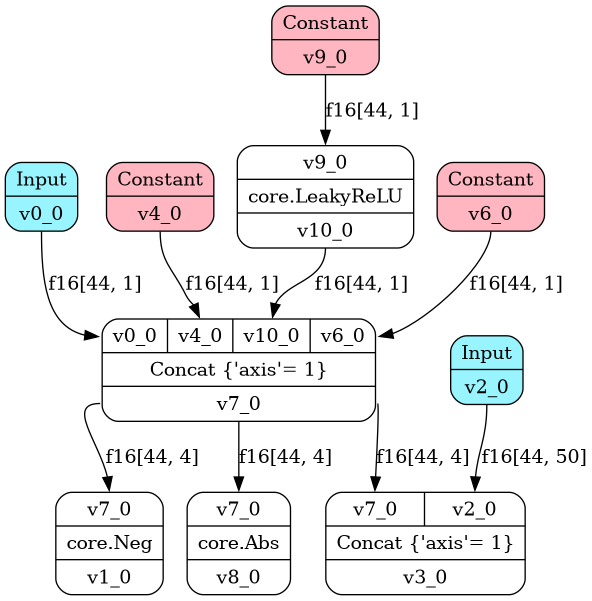 Constant
v9_0
f16[44, 1]
v9_0
core.LeakyReLU
v10_0
Input
v0_0
Constant
v4_0
Constant
v6_0
f16[44, 1]
f16[44, 1]
f16[44, 1]
f16[44, 1]
v0_0 v4_0 v10_0 v6_0
Concat {'axis'= 1}
v7_0
Input
v2_0
f16[44, 4]
f16[44, 4]
f16[44, 4]
f16[44, 50]
v7_0
core.Neg
v1_0
v7_0
core.Abs
v8_0
v7_0 v2_0
Concat {'axis'= 1}
v3_0